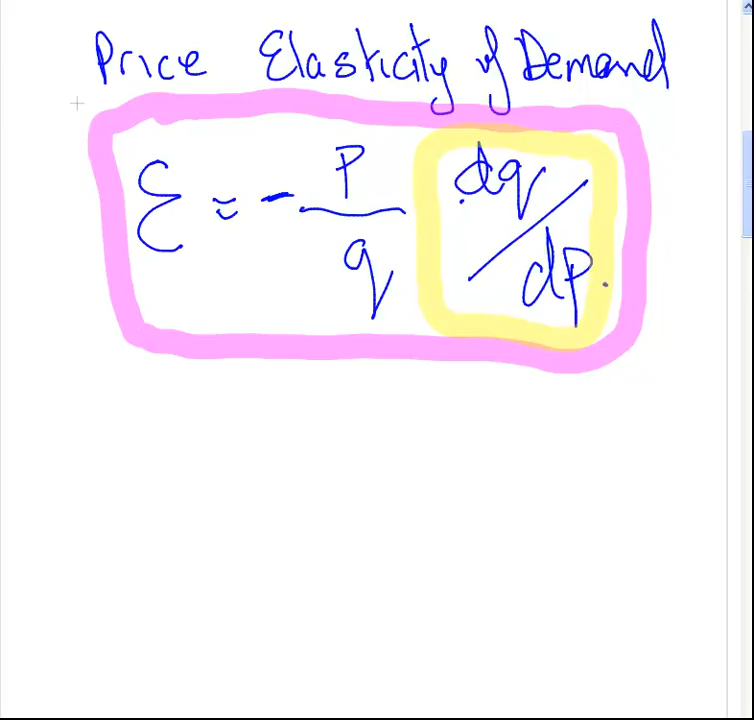 Price Elasticity of Demand
Ɛ ≈ - P/q dq/dp.